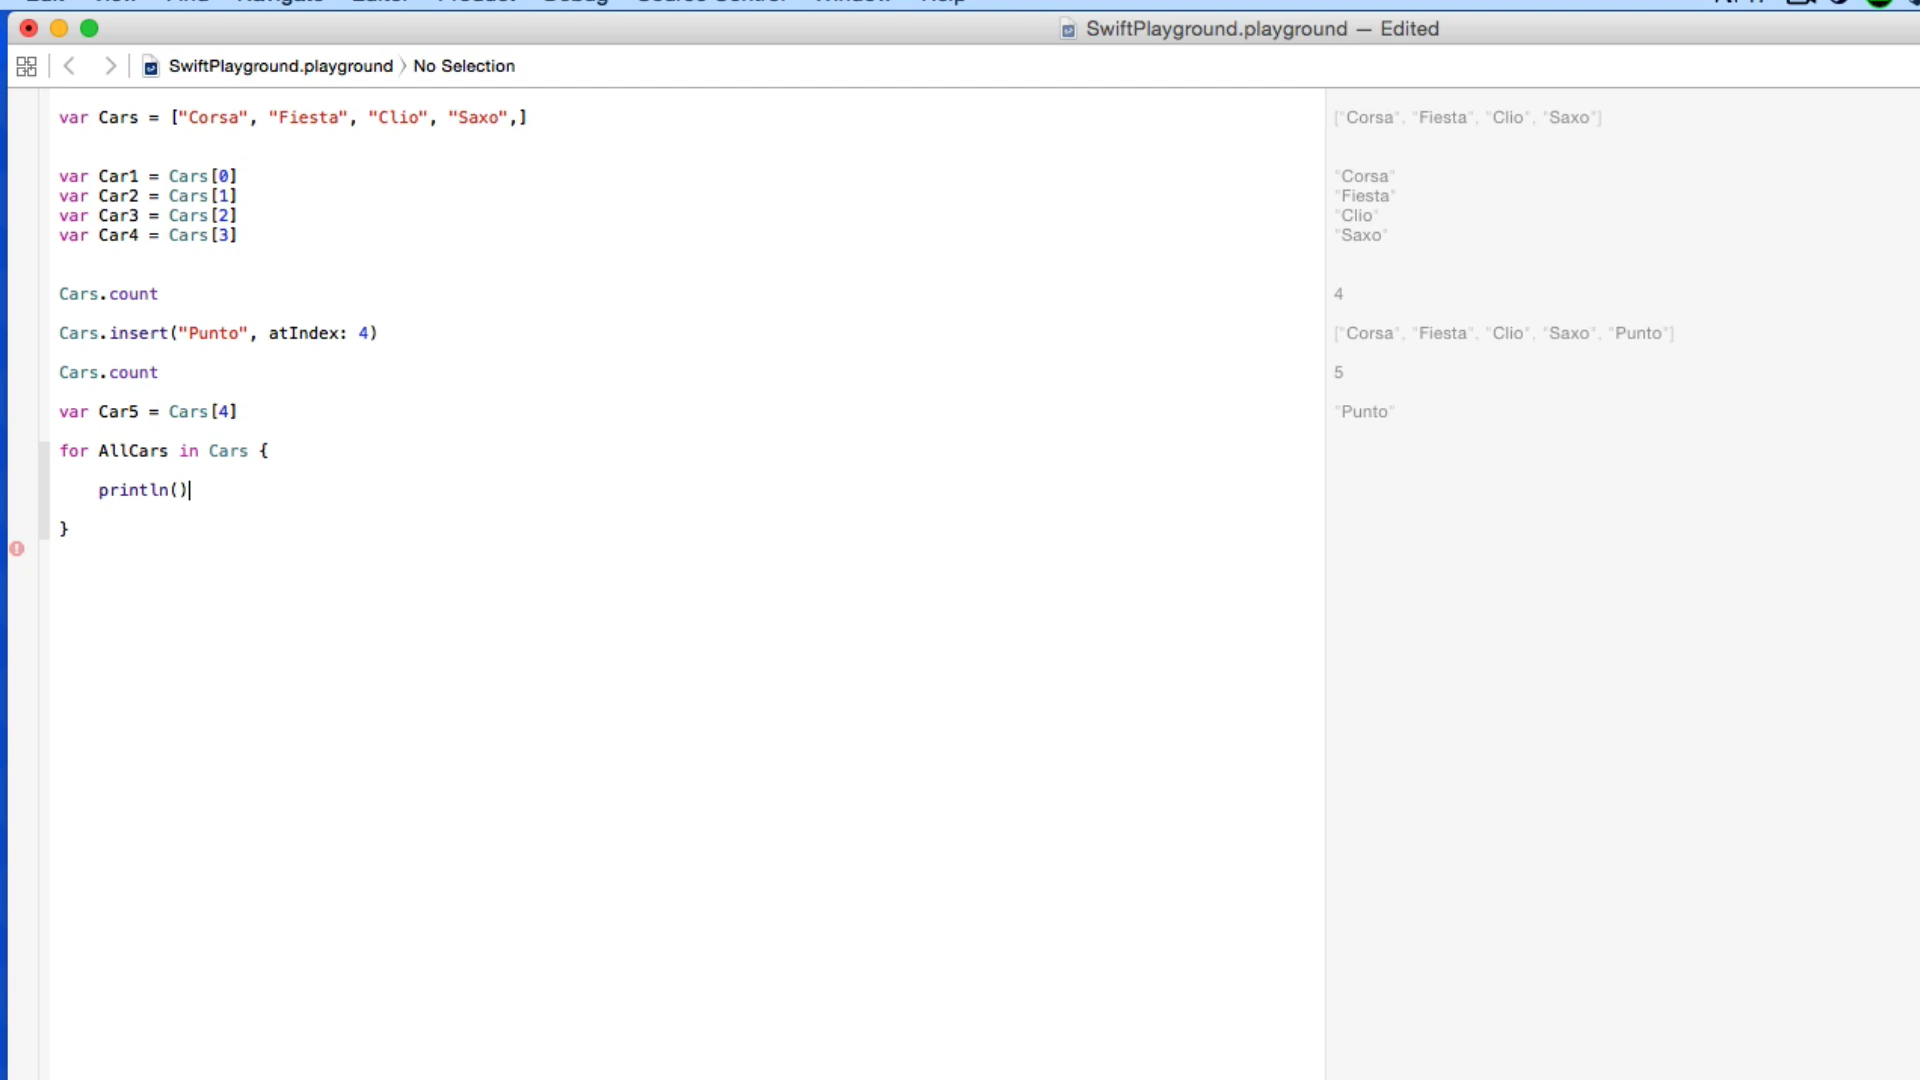 SwiftPlayground.playground — Edited
SwiftPlayground.playground 〉 No Selection
var Cars = ["Corsa", "Fiesta", "Clio", "Saxo",]
["Corsa", "Fiesta", "Clio", "Saxo"]
var Car1 = Cars[0]
"Corsa"
var Car2 = Cars[1]
"Fiesta"
var Car3 = Cars[2]
"Clio"
var Car4 = Cars[3]
"Saxo"
Cars.count
4
Cars.insert("Punto", atIndex: 4)
["Corsa", "Fiesta", "Clio", "Saxo", "Punto"]
Cars.count
5
var Car5 = Cars[4]
"Punto"
for AllCars in Cars {
println()
}